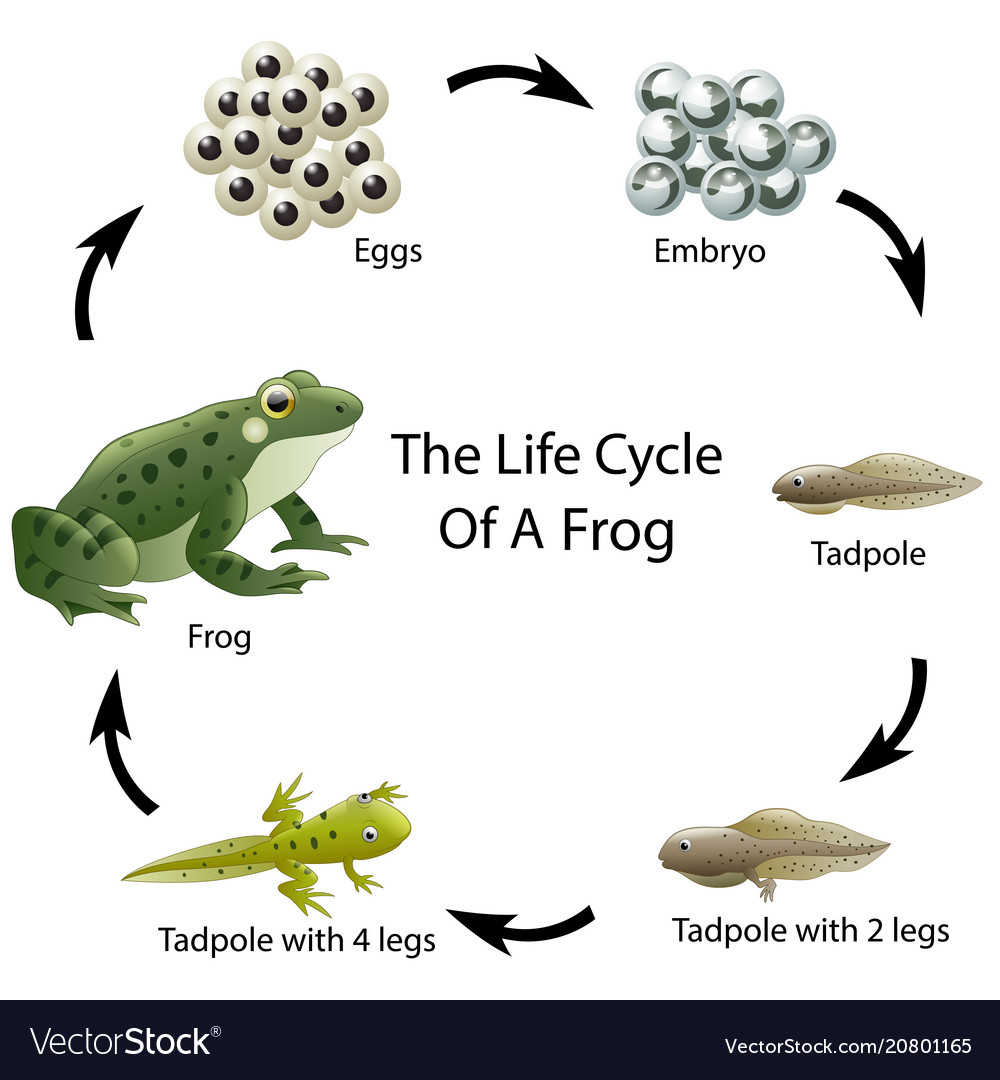 Eggs
Embryo
The Life Cycle
Of A Frog
Tadpole
Frog
Tadpole with 4 legs
Tadpole with 2 legs
VectorStock®
VectorStock.com/20801165